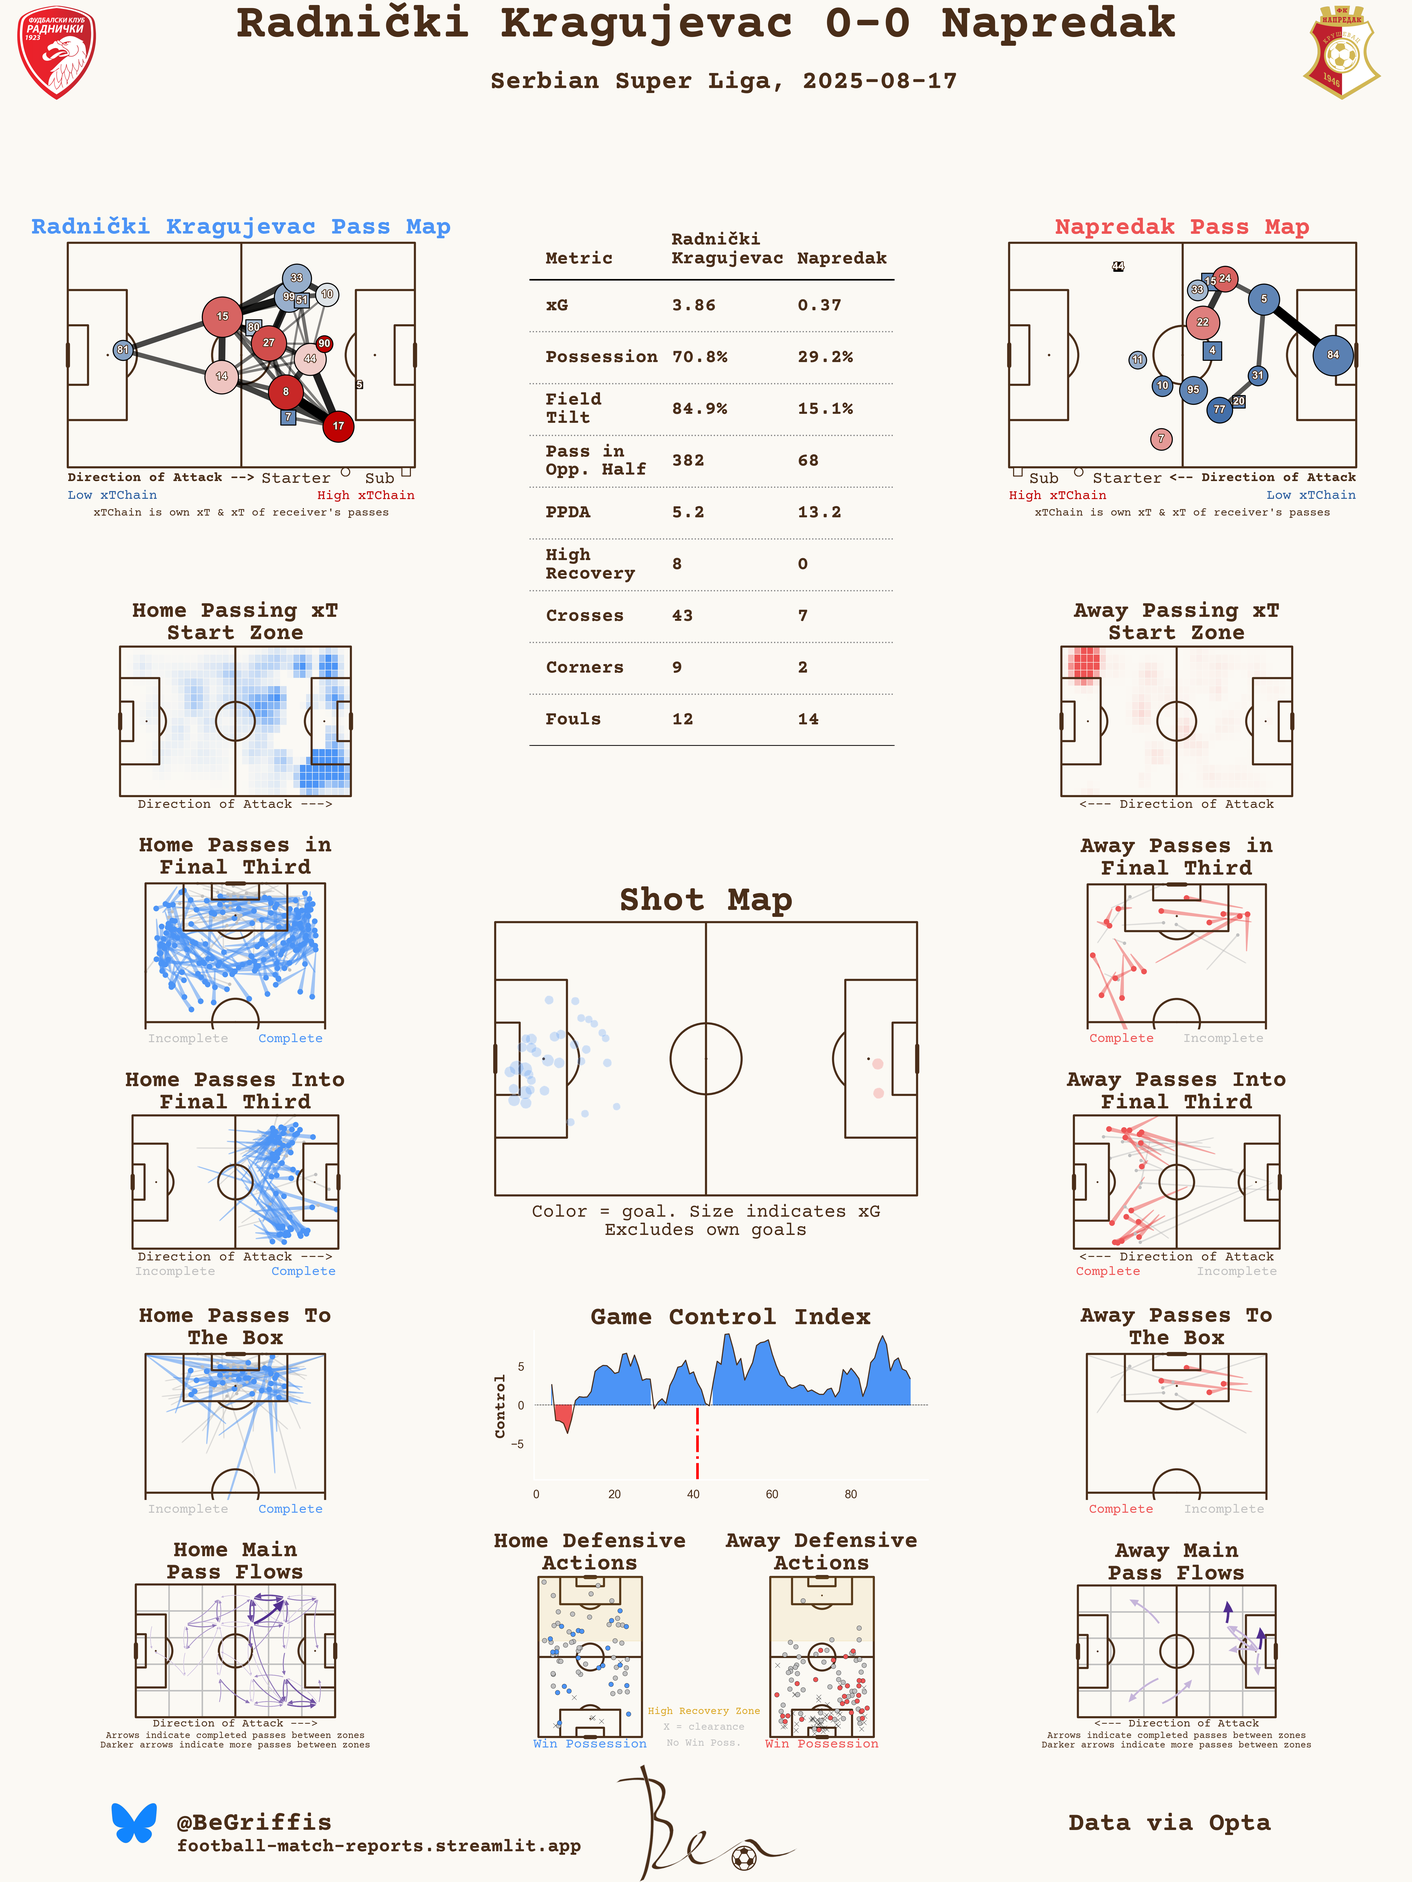 Radnički Kragujevac 0-0 Napredak
Serbian Super Liga, 2025-08-17
ФУДБАЛСКИ КЛУБ
РАДНИЧКИ
1923
ФК
НАПРЕДАК
КРУШЕВАЦ
1946
Radnički Kragujevac Pass Map
33
99
51
10
15
80
27
90
81
44
14
5
8
7
17
Direction of Attack --> Starter Sub
Low xTChain High xTChain
xTChain is own xT & xT of receiver's passes
Metric Radnički Kragujevac Napredak
xG 3.86 0.37
Possession 70.8% 29.2%
Field Tilt 84.9% 15.1%
Pass in Opp. Half 382 68
PPDA 5.2 13.2
High Recovery 8 0
Crosses 43 7
Corners 9 2
Fouls 12 14
Napredak Pass Map
44
15
24
33
5
22
4
84
11
31
10
95
20
77
7
Sub Starter <-- Direction of Attack
High xTChain Low xTChain
xTChain is own xT & xT of receiver's passes
Home Passing xT
Start Zone
Direction of Attack --->
Away Passing xT
Start Zone
<--- Direction of Attack
Home Passes in
Final Third
Incomplete Complete
Away Passes in
Final Third
Complete Incomplete
Shot Map
Color = goal. Size indicates xG
Excludes own goals
Home Passes Into
Final Third
Direction of Attack --->
Incomplete Complete
Away Passes Into
Final Third
<--- Direction of Attack
Complete Incomplete
Home Passes To
The Box
Incomplete Complete
Game Control Index
Control
5
0
−5
0 20 40 60 80
Away Passes To
The Box
Complete Incomplete
Home Main
Pass Flows
Direction of Attack --->
Arrows indicate completed passes between zones
Darker arrows indicate more passes between zones
Home Defensive
Actions
Win Possession
Away Defensive
Actions
Win Possession
High Recovery Zone
X = clearance
No Win Poss.
Away Main
Pass Flows
<--- Direction of Attack
Arrows indicate completed passes between zones
Darker arrows indicate more passes between zones
@BeGriffis
football-match-reports.streamlit.app
Ben
Data via Opta